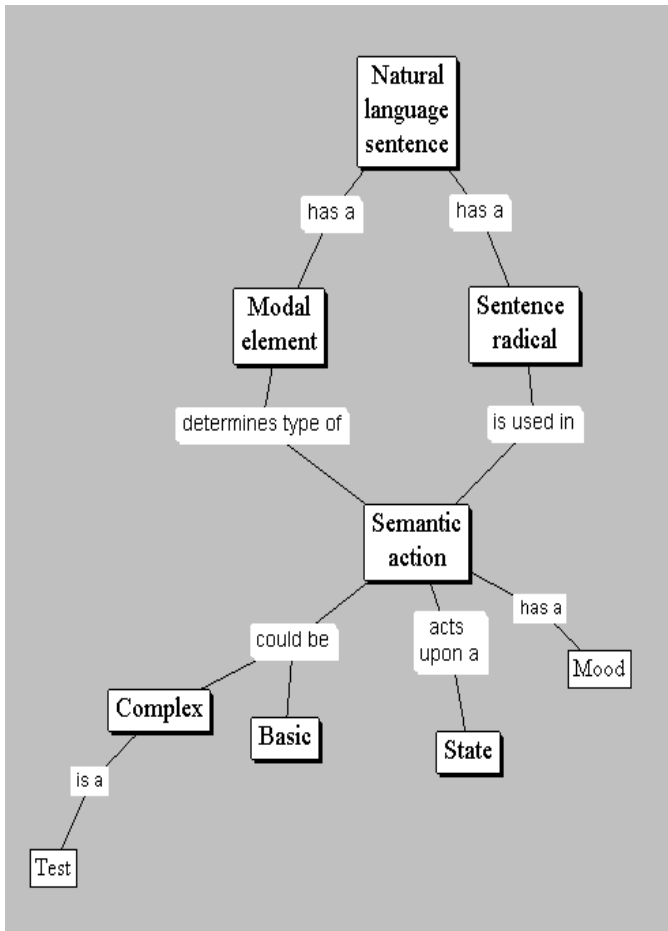 Natural
language
sentence
has a
has a
Modal
element
Sentence
radical
determines type of
is used in
Semantic
action
could be
acts
upon a
has a
Mood
Complex
Basic
State
is a
Test